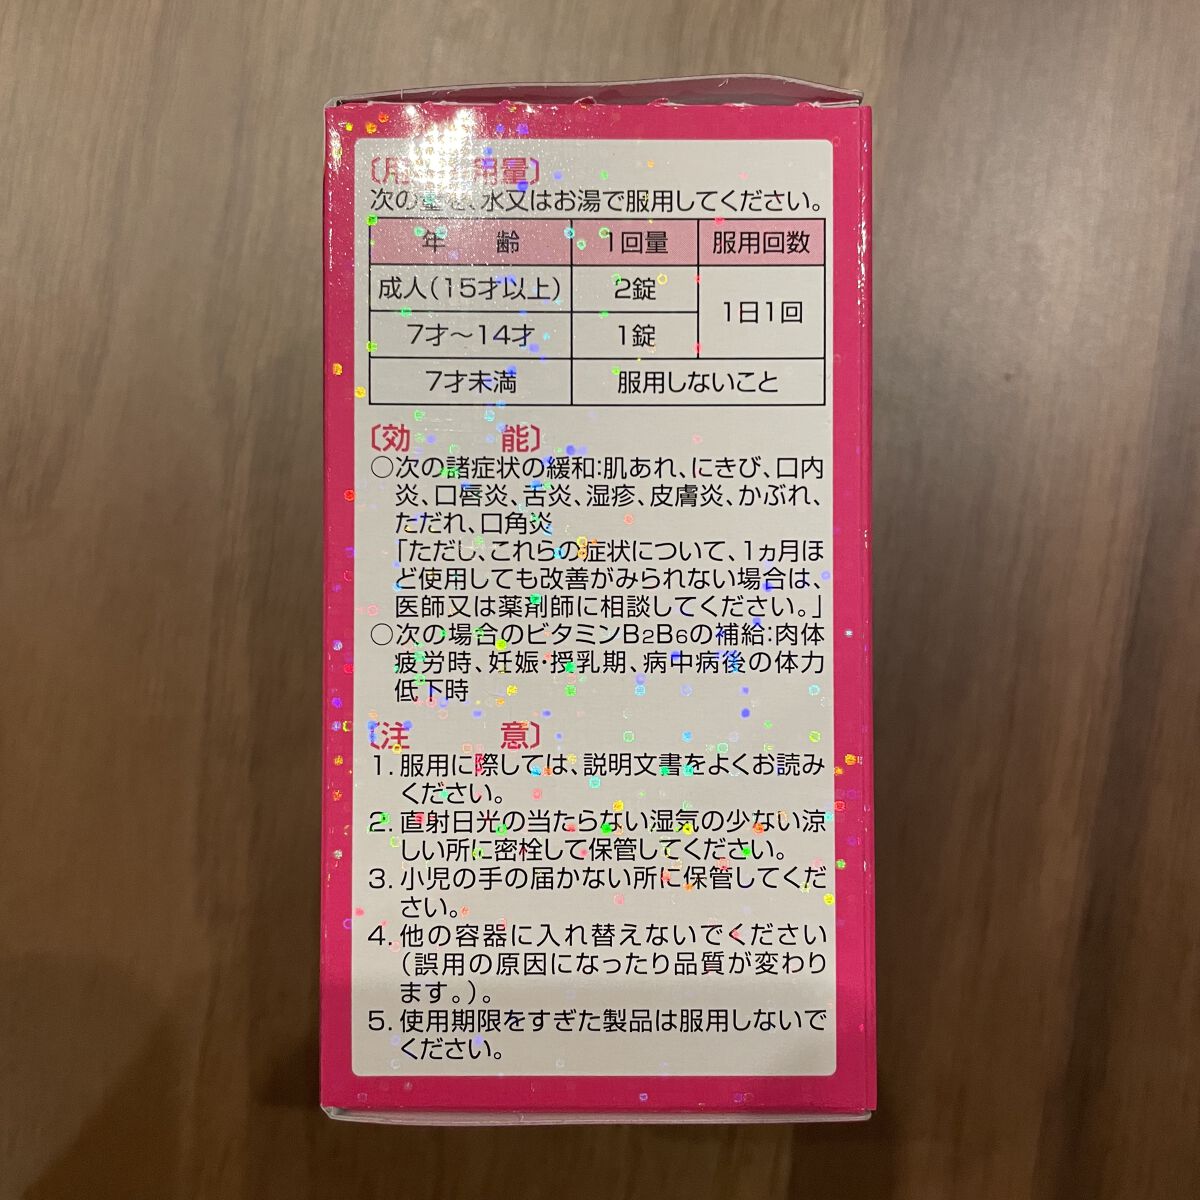 〔用 用量〕
次の量を、水又はお湯で服用してください。
年　齢　1回量　服用回数
成人（15才以上）　2錠　1日1回
7才〜14才　1錠
7才未満　服用しないこと
〔効　能〕
○次の諸症状の緩和:肌あれ、にきび、口内
炎、口唇炎、舌炎、湿疹、皮膚炎、かぶれ、
ただれ、口角炎
「ただし、これらの症状について、1ヵ月ほ
ど使用しても改善がみられない場合は、
医師又は薬剤師に相談してください。」
○次の場合のビタミンB₂B₆の補給:肉体
疲労時、妊娠・授乳期、病中病後の体力
低下時
〔注　意〕
1. 服用に際しては、説明文書をよくお読み
ください。
2. 直射日光の当たらない湿気の少ない涼
しい所に密栓して保管してください。
3. 小児の手の届かない所に保管してくだ
さい。
4. 他の容器に入れ替えないでください
（誤用の原因になったり品質が変わり
ます。）。
5. 使用期限をすぎた製品は服用しないで
ください。